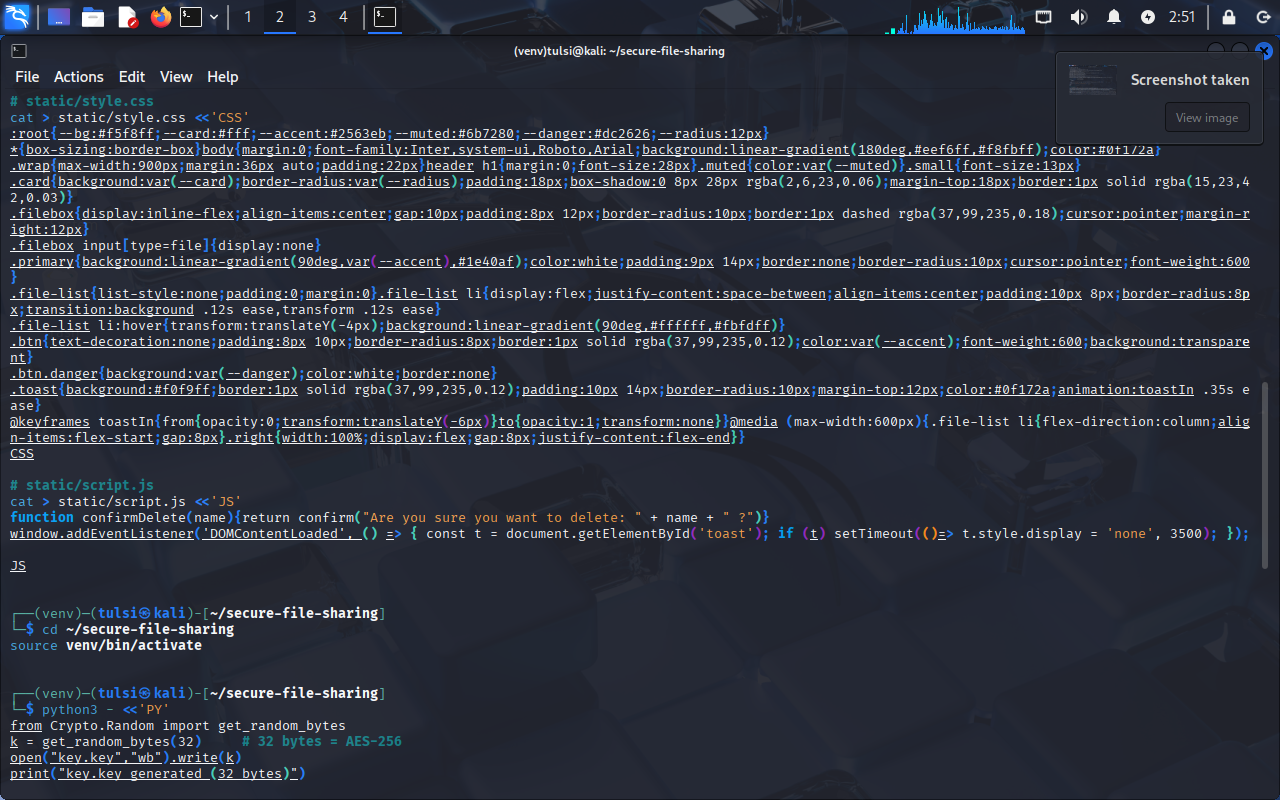 1 2 3 4 2:51
(venv)tulsi@kali: ~/secure-file-sharing
File Actions Edit View Help
Screenshot taken
View image
# static/style.css
cat > static/style.css <<'CSS'
:root{--bg:#f5f8ff;--card:#fff;--accent:#2563eb;--muted:#6b7280;--danger:#dc2626;--radius:12px}
*{box-sizing:border-box}body{margin:0;font-family:Inter,system-ui,Roboto,Arial;background:linear-gradient(180deg,#eef6ff,#f8fbff);color:#0f172a}
.wrap{max-width:900px;margin:36px auto;padding:22px}header h1{margin:0;font-size:28px}.muted{color:var(--muted)}.small{font-size:13px}
.card{background:var(--card);border-radius:var(--radius);padding:18px;box-shadow:0 8px 28px rgba(2,6,23,0.06);margin-top:18px;border:1px solid rgba(15,23,4
2,0.03)}
.filebox{display:inline-flex;align-items:center;gap:10px;padding:8px 12px;border-radius:10px;border:1px dashed rgba(37,99,235,0.18);cursor:pointer;margin-r
ight:12px}
.filebox input[type=file]{display:none}
.primary{background:linear-gradient(90deg,var(--accent),#1e40af);color:white;padding:9px 14px;border:none;border-radius:10px;cursor:pointer;font-weight:600
}
.file-list{list-style:none;padding:0;margin:0}.file-list li{display:flex;justify-content:space-between;align-items:center;padding:10px 8px;border-radius:8p
x;transition:background .12s ease,transform .12s ease}
.file-list li:hover{transform:translateY(-4px);background:linear-gradient(90deg,#ffffff,#fbfdff)}
.btn{text-decoration:none;padding:8px 10px;border-radius:8px;border:1px solid rgba(37,99,235,0.12);color:var(--accent);font-weight:600;background:transpare
nt}
.btn.danger{background:var(--danger);color:white;border:none}
.toast{background:#f0f9ff;border:1px solid rgba(37,99,235,0.12);padding:10px 14px;border-radius:10px;margin-top:12px;color:#0f172a;animation:toastIn .35s e
ase}
@keyframes toastIn{from{opacity:0;transform:translateY(-6px)}to{opacity:1;transform:none}}@media (max-width:600px){.file-list li{flex-direction:column;alig
n-items:flex-start;gap:8px}.right{width:100%;display:flex;gap:8px;justify-content:flex-end}}
CSS
# static/script.js
cat > static/script.js <<'JS'
function confirmDelete(name){return confirm("Are you sure you want to delete: " + name + " ?")}
window.addEventListener('DOMContentLoaded', () => { const t = document.getElementById('toast'); if (t) setTimeout(()=> t.style.display = 'none', 3500); });
JS
┌──(venv)─(tulsi㉿kali)-[~/secure-file-sharing]
└─$ cd ~/secure-file-sharing
source venv/bin/activate
┌──(venv)─(tulsi㉿kali)-[~/secure-file-sharing]
└─$ python3 - <<'PY'
from Crypto.Random import get_random_bytes
k = get_random_bytes(32)     # 32 bytes = AES-256
open("key.key","wb").write(k)
print("key.key generated (32 bytes)")